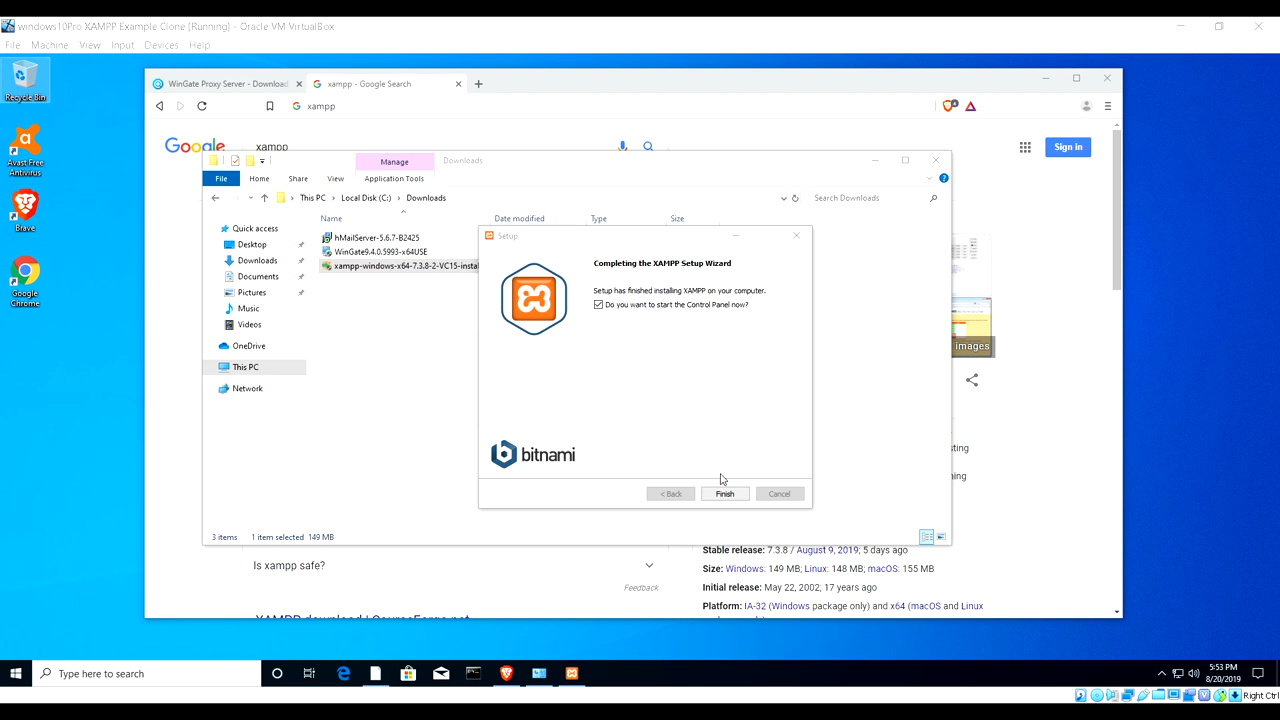 windows10Pro XAMPP Example Clone [Running] - Oracle VM VirtualBox
File Machine View Input Devices Help
Recycle Bin
Avast Free Antivirus
Brave
Google Chrome
WinGate Proxy Server - Download
xampp - Google Search
xampp
Google
xampp
Sign in
Manage
Downloads
File Home Share View Application Tools
This PC > Local Disk (C:) > Downloads
Search Downloads
Name Date modified Type Size
Quick access
Desktop
Downloads
Documents
Pictures
Music
Videos
OneDrive
This PC
Network
hMailServer-5.6.7-B2425
WinGate9.4.0.5993-x64USE
xampp-windows-x64-7.3.8-2-VC15-instal
Setup
Completing the XAMPP Setup Wizard
Setup has finished installing XAMPP on your computer.
Do you want to start the Control Panel now?
bitnami
< Back Finish Cancel
images
3 items 1 item selected 149 MB
Is xampp safe?
Feedback
Stable release: 7.3.8 / August 9, 2019; 5 days ago
Size: Windows: 149 MB, Linux: 148 MB, macOS: 155 MB
Initial release: May 22, 2002; 17 years ago
Platform: IA-32 (Windows package only) and x64 (macOS and Linux
Type here to search
5:53 PM
8/20/2019
Right Ctrl